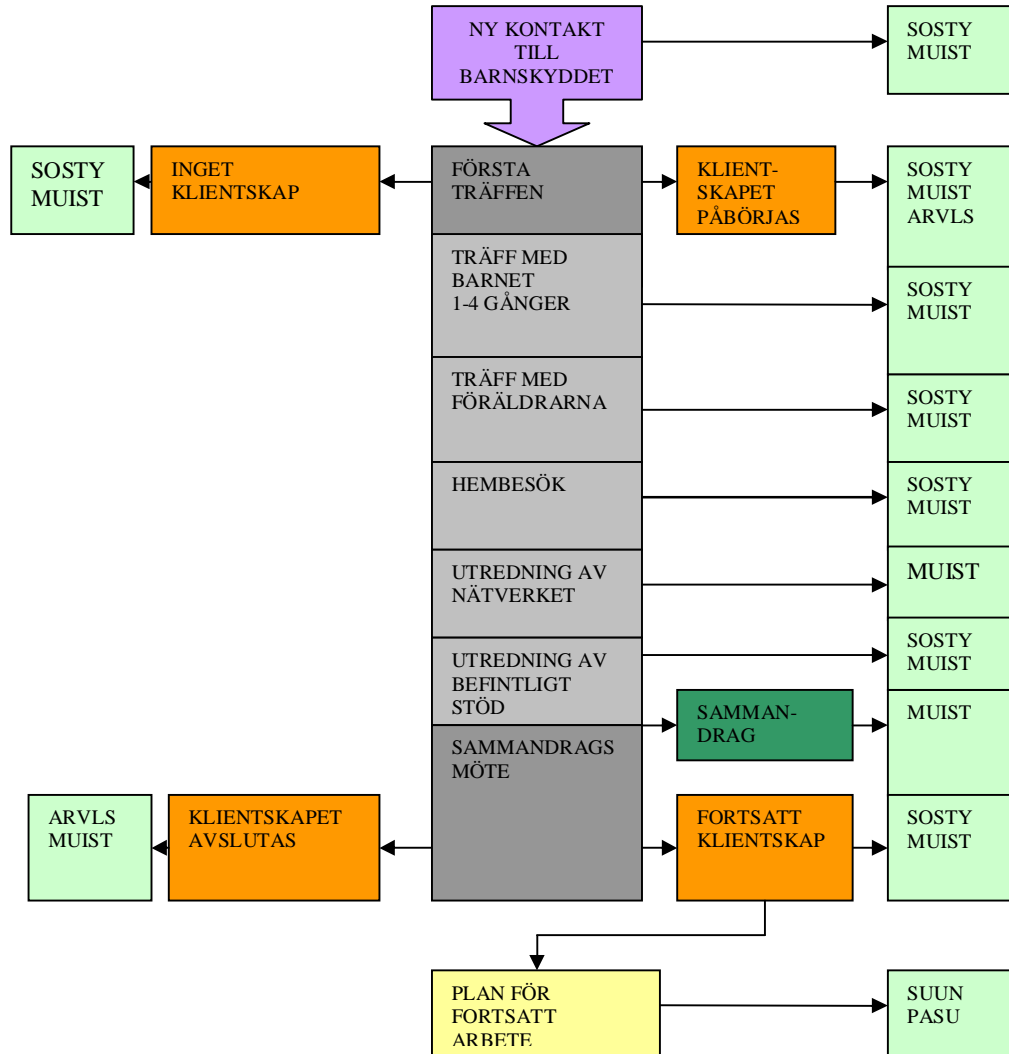 NY KONTAKT
TILL
BARNSKYDDET
SOSTY
MUIST
SOSTY
MUIST
INGET
KLIENTSKAP
FÖRSTA
TRÄFFEN
KLIENT-
SKAPET
PÅBÖRJAS
SOSTY
MUIST
ARVLS
TRÄFF MED
BARNET
1-4 GÅNGER
SOSTY
MUIST
TRÄFF MED
FÖRÄLDRARNA
SOSTY
MUIST
HEMBESÖK
SOSTY
MUIST
UTREDNING AV
NÄTVERKET
MUIST
UTREDNING AV
BEFINTLIGT
STÖD
SOSTY
MUIST
SAMMAN-
DRAG
MUIST
SAMMANDRAGS
MÖTE
ARVLS
MUIST
KLIENTSKAPET
AVSLUTAS
FORTSATT
KLIENTSKAP
SOSTY
MUIST
PLAN FÖR
FORTSATT
ARBETE
SUUN
PASU